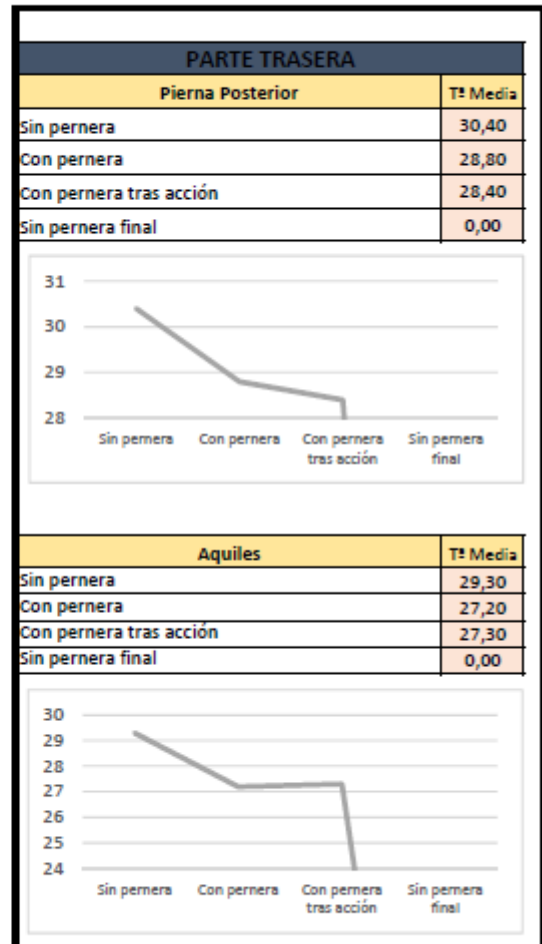 PARTE TRASERA
Pierna Posterior Tª Media
Sin pernera 30,40
Con pernera 28,80
Con pernera tras acción 28,40
Sin pernera final 0,00
31
30
29
28
Sin pernera Con pernera Con pernera Sin pernera
tras acción final
Aquiles Tª Media
Sin pernera 29,30
Con pernera 27,20
Con pernera tras acción 27,30
Sin pernera final 0,00
30
29
28
27
26
25
24
Sin pernera Con pernera Con pernera Sin pernera
tras acción final